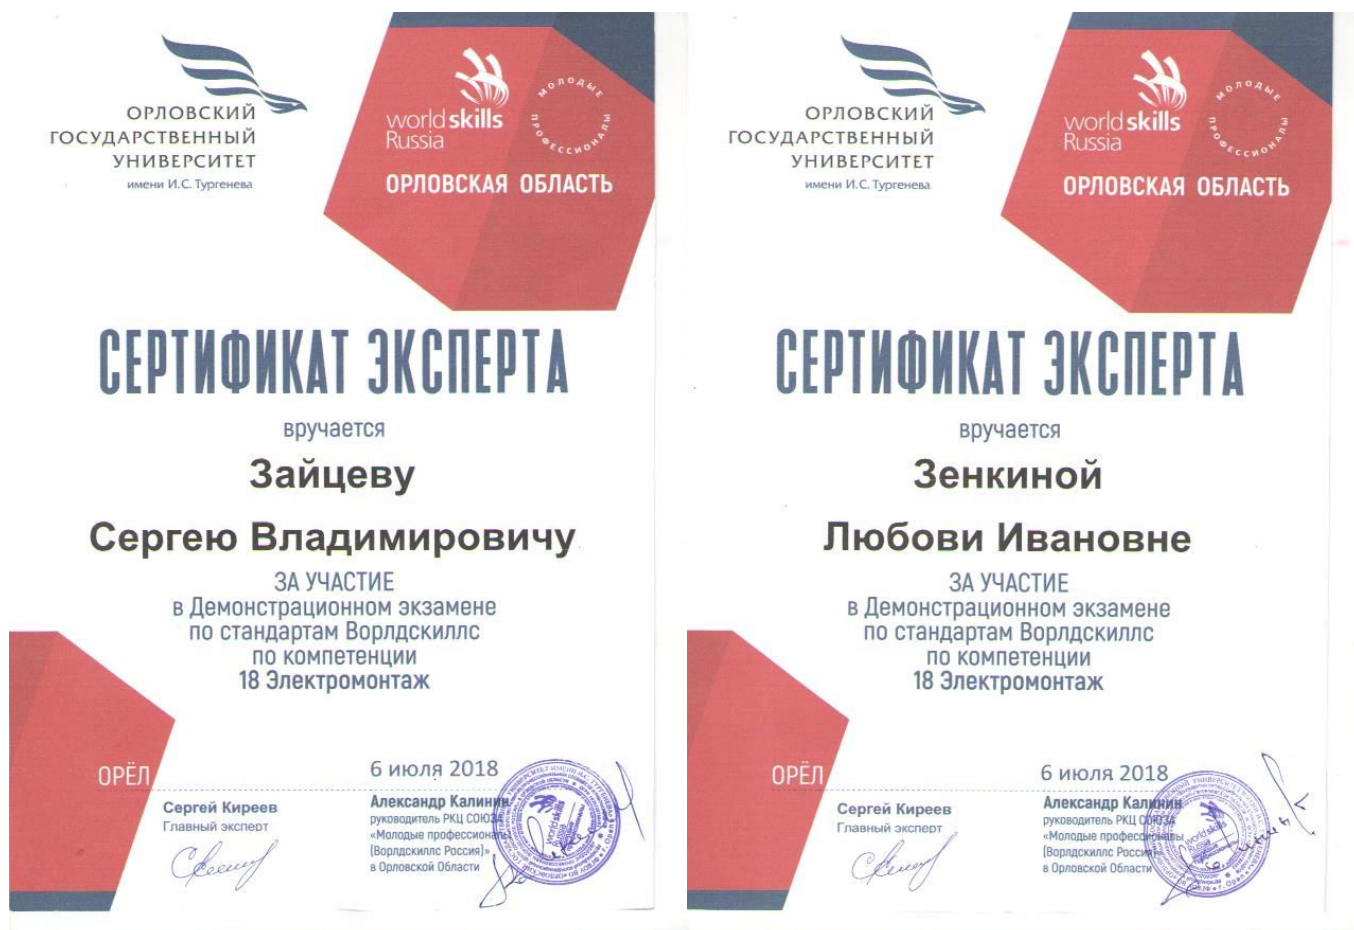 ОРЛОВСКИЙ
ГОСУДАРСТВЕННЫЙ
УНИВЕРСИТЕТ
имени И.С. Тургенева
world skills
Russia
МОЛОДЫЕ
ПРОФЕССИОНАЛЫ
ОРЛОВСКАЯ ОБЛАСТЬ
СЕРТИФИКАТ ЭКСПЕРТА
вручается
Зайцеву
Сергею Владимировичу
ЗА УЧАСТИЕ
в Демонстрационном экзамене
по стандартам Ворлдскиллс
по компетенции
18 Электромонтаж
ОРЁЛ
6 июля 2018
Сергей Киреев
Главный эксперт
Александр Калинин
руководитель РКЦ СОЮЗА
«Молодые профессионалы
(Ворлдскиллс Россия)»
в Орловской Области
ОРЛОВСКИЙ
ГОСУДАРСТВЕННЫЙ
УНИВЕРСИТЕТ
имени И.С. Тургенева
world skills
Russia
МОЛОДЫЕ
ПРОФЕССИОНАЛЫ
ОРЛОВСКАЯ ОБЛАСТЬ
СЕРТИФИКАТ ЭКСПЕРТА
вручается
Зенкиной
Любови Ивановне
ЗА УЧАСТИЕ
в Демонстрационном экзамене
по стандартам Ворлдскиллс
по компетенции
18 Электромонтаж
ОРЁЛ
6 июля 2018
Сергей Киреев
Главный эксперт
Александр Калинин
руководитель РКЦ СОЮЗА
«Молодые профессионалы
(Ворлдскиллс Россия)»
в Орловской Области